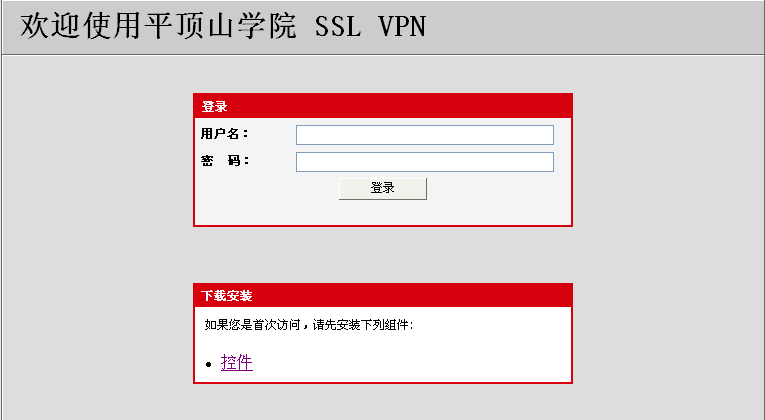 欢迎使用平顶山学院 SSL VPN
登录
用户名：
密 码：
登录
下载安装
如果您是首次访问，请先安装下列组件:
控件